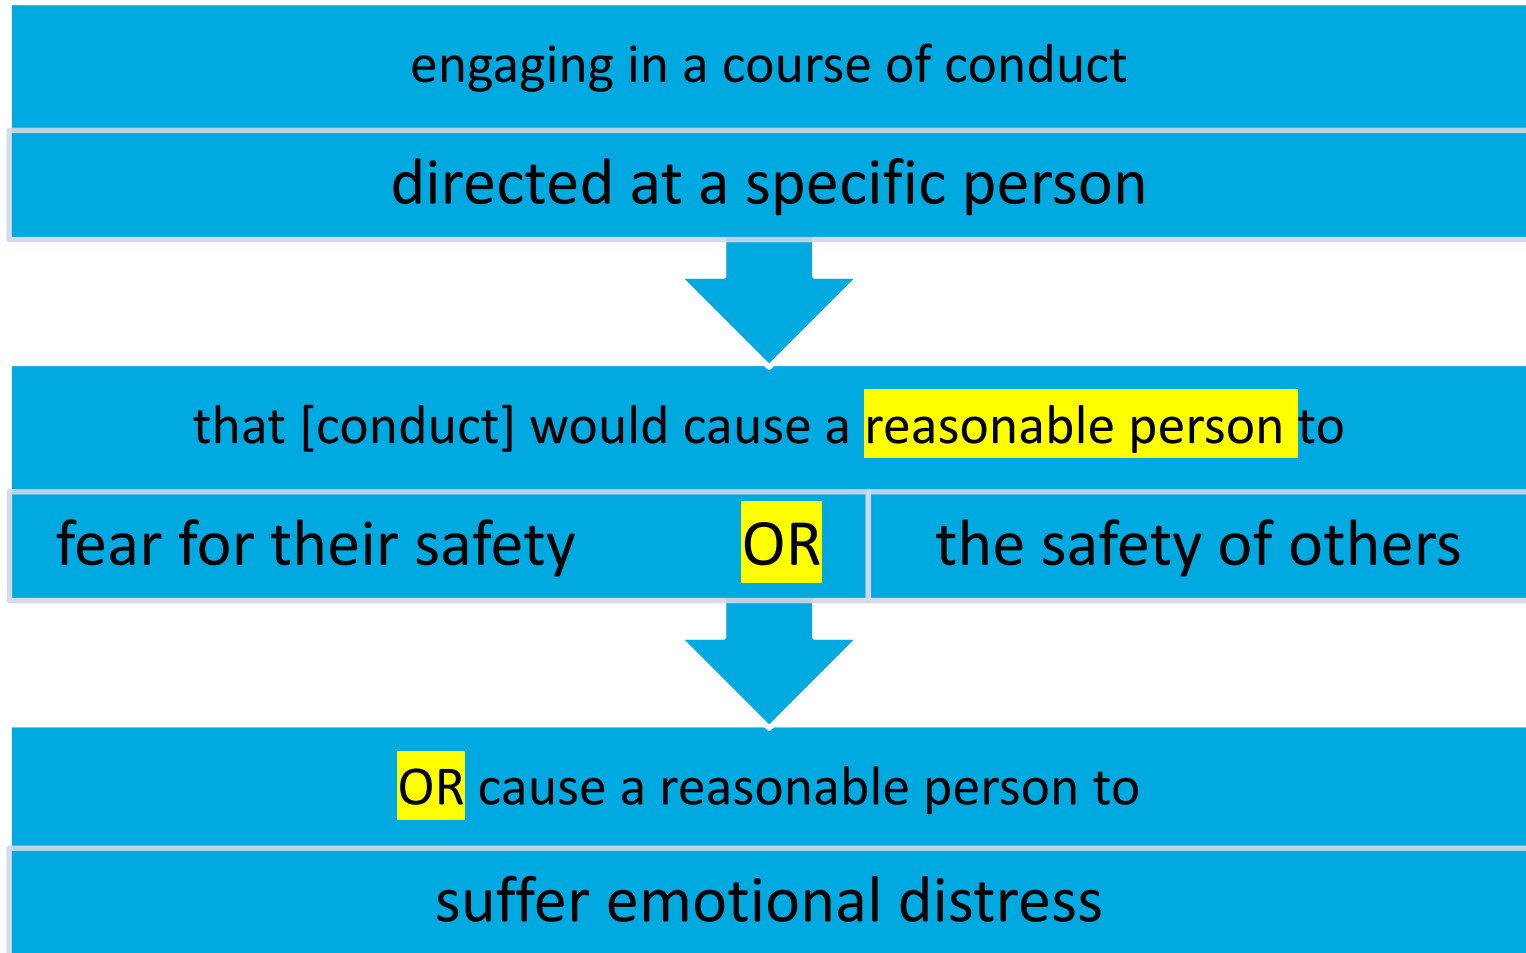 engaging in a course of conduct
directed at a specific person
that [conduct] would cause a reasonable person to
fear for their safety OR the safety of others
OR cause a reasonable person to
suffer emotional distress